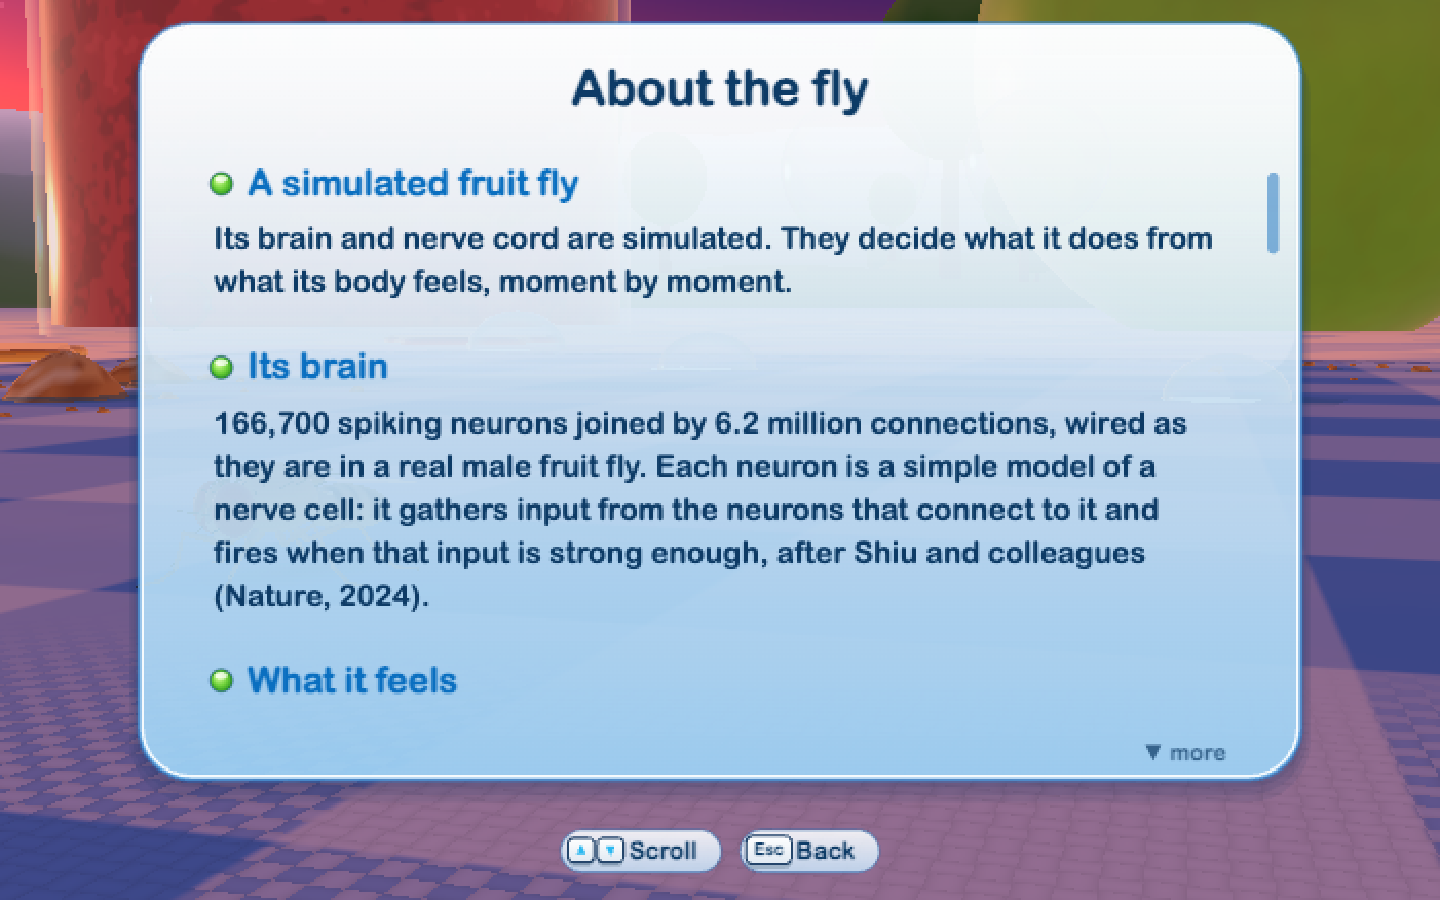 About the fly
A simulated fruit fly
Its brain and nerve cord are simulated. They decide what it does from
what its body feels, moment by moment.
Its brain
166,700 spiking neurons joined by 6.2 million connections, wired as
they are in a real male fruit fly. Each neuron is a simple model of a
nerve cell: it gathers input from the neurons that connect to it and
fires when that input is strong enough, after Shiu and colleagues
(Nature, 2024).
What it feels
▼ more
Scroll
Esc Back